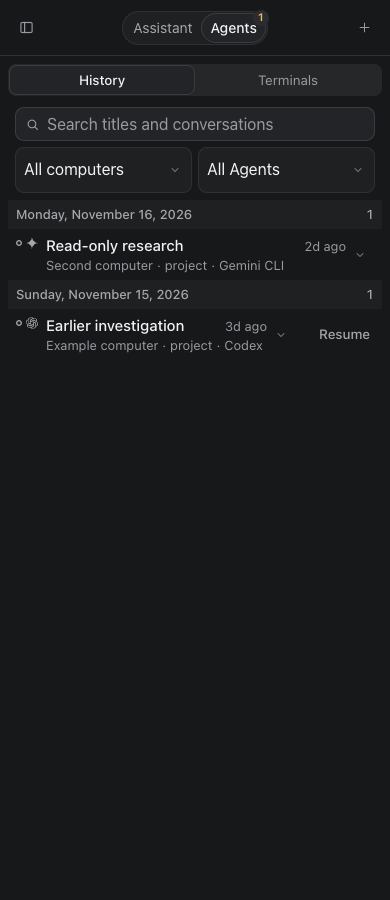 Assistant Agents 1
History Terminals
Search titles and conversations
All computers All Agents
Monday, November 16, 2026 1
Read-only research 2d ago
Second computer · project · Gemini CLI
Sunday, November 15, 2026 1
Earlier investigation 3d ago Resume
Example computer · project · Codex